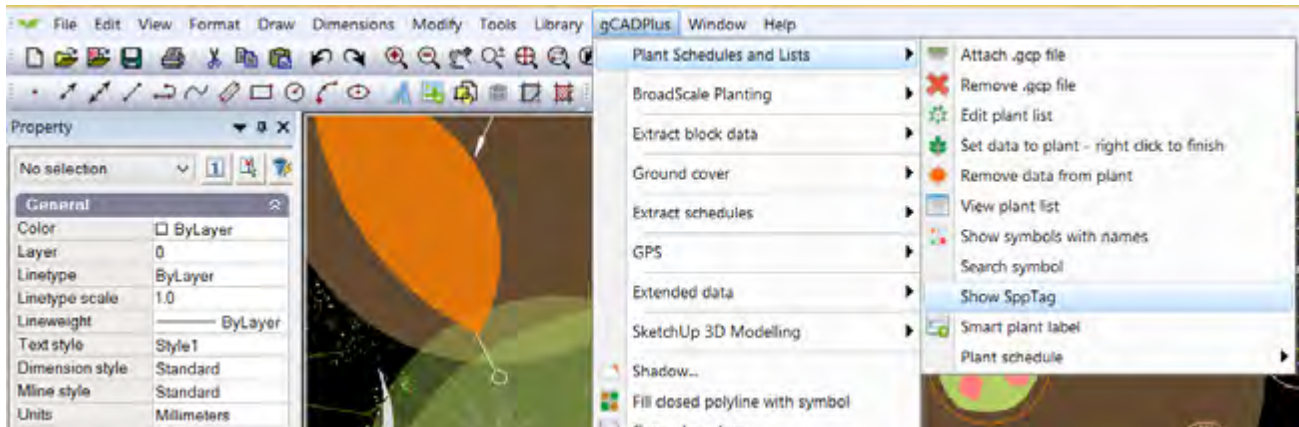 File Edit View Format Draw Dimensions Modify Tools Library gCADPlus Window Help
Property
No selection
General
Color ByLayer
Layer 0
Linetype ByLayer
Linetype scale 1.0
Lineweight ByLayer
Text style Style1
Dimension style Standard
Mline style Standard
Units Millimeters
Plant Schedules and Lists
BroadScale Planting
Extract block data
Ground cover
Extract schedules
GPS
Extended data
SketchUp 3D Modelling
Shadow...
Fill closed polyline with symbol
Attach .gcp file
Remove .gcp file
Edit plant list
Set data to plant - right click to finish
Remove data from plant
View plant list
Show symbols with names
Search symbol
Show SppTag
Smart plant label
Plant schedule